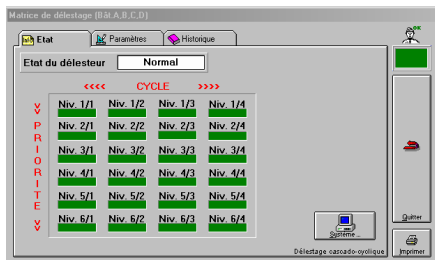 Matrice de délestage [Bât.A,B,C,D]
Etat
Paramètres
Historique
OK
Etat du délesteur Normal
<<<< CYCLE >>>>
>> PRIORITE >>
Niv. 1/1 Niv. 1/2 Niv. 1/3 Niv. 1/4
Niv. 2/1 Niv. 2/2 Niv. 2/3 Niv. 2/4
Niv. 3/1 Niv. 3/2 Niv. 3/3 Niv. 3/4
Niv. 4/1 Niv. 4/2 Niv. 4/3 Niv. 4/4
Niv. 5/1 Niv. 5/2 Niv. 5/3 Niv. 5/4
Niv. 6/1 Niv. 6/2 Niv. 6/3 Niv. 6/4
Système...
Délestage cascado-cyclique
Quitter
Imprimer